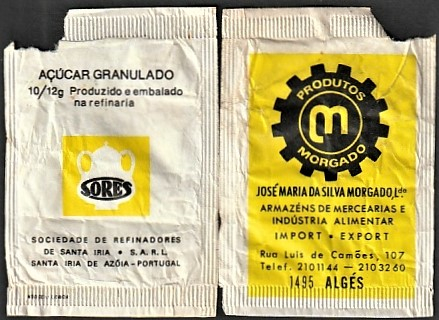 AÇÚCAR GRANULADO
10/12g Produzido e embalado
na refinaria
SORES
SOCIEDADE DE REFINADORES
DE SANTA IRIA • S.A.R.L.
SANTA IRIA DE AZÓIA - PORTUGAL
PRODUTOS
m
MORGADO
JOSÉ MARIA DA SILVA MORGADO, L.da
ARMAZÉNS DE MERCEARIAS E
INDÚSTRIA ALIMENTAR
IMPORT • EXPORT
Rua Luis de Camões, 107
Telef. 2101144 — 2103260
1495 ALGÉS